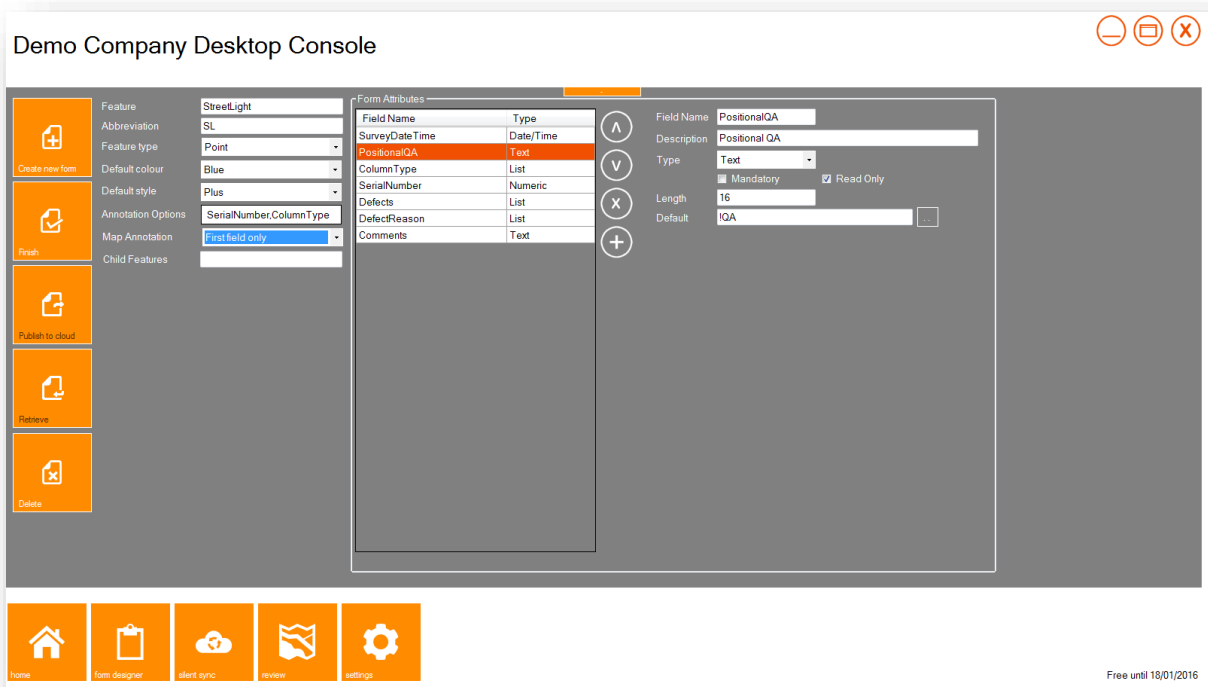 Demo Company Desktop Console
X
Create new form
Finish
Publish to cloud
Retrieve
Delete
Feature StreetLight
Abbreviation SL
Feature type Point
Default colour Blue
Default style Plus
Annotation Options SerialNumber,ColumnType
Map Annotation First field only
Child Features
Form Attributes
Field Name Type
SurveyDateTime Date/Time
PositionalQA Text
ColumnType List
SerialNumber Numeric
Defects List
DefectReason List
Comments Text
Λ
V
X
+
Field Name PositionalQA
Description Positional QA
Type Text
Mandatory Read Only
Length 16
Default !QA ..
home
form designer
silent sync
review
settings
Free until 18/01/2016